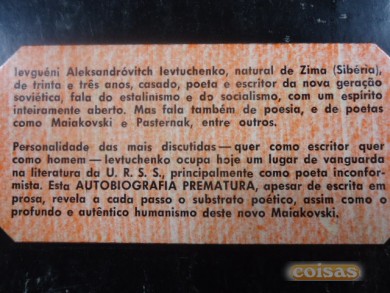 Ievguéni Aleksandróvitch Ievtuchenko, natural de Zima (Sibéria),
de trinta e três anos, casado, poeta e escritor da nova geração
soviética, fala do estalinismo e do socialismo, com um espírito
inteiramente aberto. Mas fala também de poesia, e de poetas
como Maiakovski e Pasternak, entre outros.
Personalidade das mais discutidas — quer como escritor quer
como homem — Ievtuchenko ocupa hoje um lugar de vanguarda
na literatura da U. R. S. S., principalmente como poeta inconfor-
mista. Esta AUTOBIOGRAFIA PREMATURA, apesar de escrita em
prosa, revela a cada passo o substrato poético, assim como o
profundo e autêntico humanismo deste novo Maiakovski.
coisas